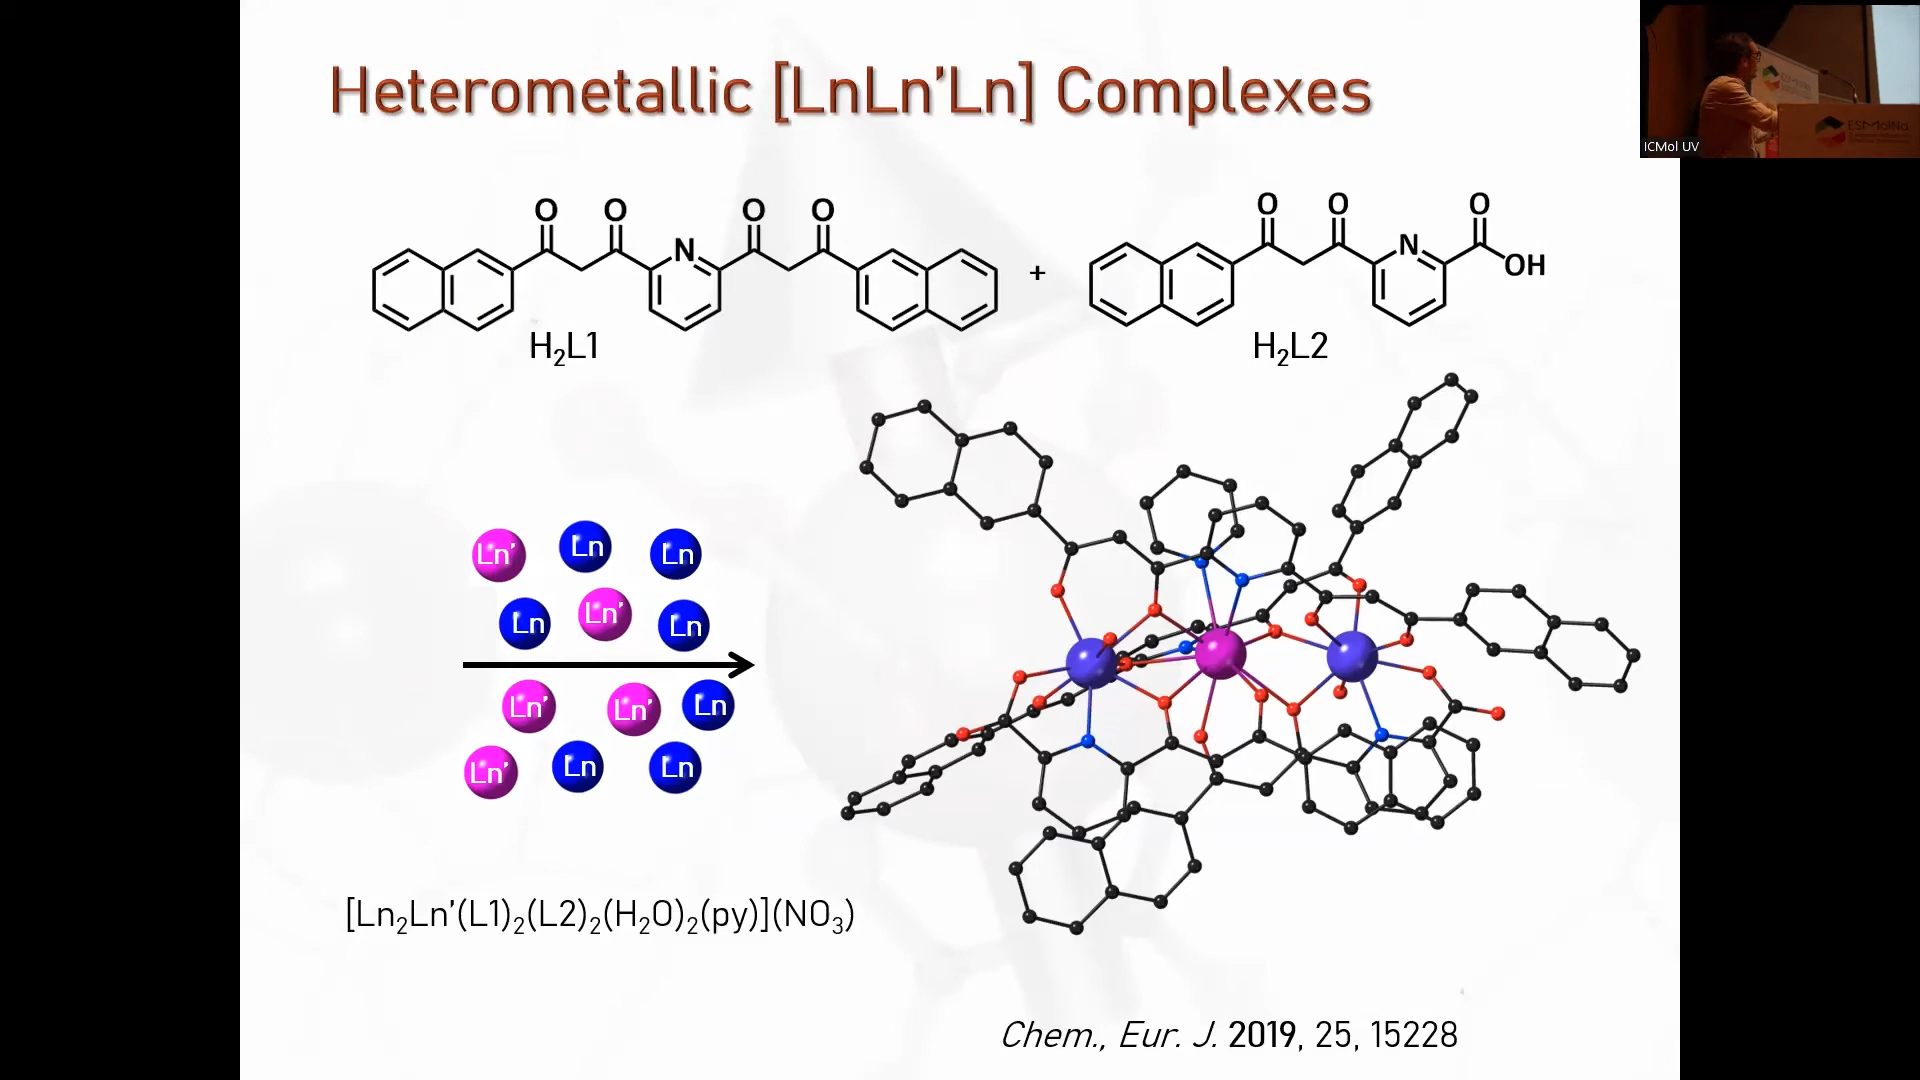 Heterometallic [LnLn'Ln] Complexes
ESMolNa
ICMol UV
O O O O
N
+
O O O
N
OH
H₂L1
H₂L2
Ln' Ln Ln
Ln Ln' Ln
Ln' Ln' Ln
Ln' Ln Ln
[Ln₂Ln'(L1)₂(L2)₂(H₂O)₂(py)](NO₃)
Chem., Eur. J. 2019, 25, 15228